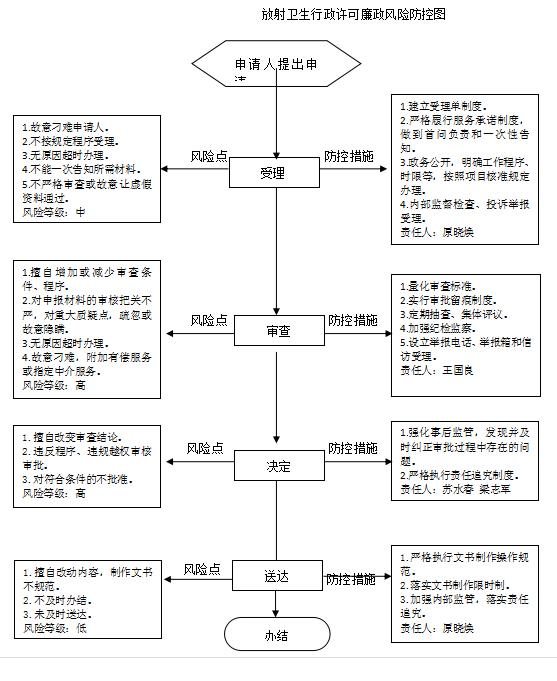 放射卫生行政许可廉政风险防控图
申请人提出申
1.故意刁难申请人。
2.不按规定程序受理。
3.无原因超时办理。
4.不能一次告知所需材料。
5.不严格审查或故意让虚假
资料通过。
风险等级：中
风险点
受理
防控措施
1.建立受理单制度。
2.严格履行服务承诺制度，
做到首问负责和一次性告
知。
3.政务公开，明确工作程序、
时限等，按照项目核准规定
办理。
4.内部监督检查、投诉举报
受理。
责任人：原晓焕
1.擅自增加或减少审查条
件、程序。
2.对申报材料的审核把关不
严，对重大质疑点，疏忽或
故意隐瞒。
3.无原因超时办理。
4.故意刁难，附加有偿服务
或指定中介服务。
风险等级：高
风险点
审查
防控措施
1.量化审查标准。
2.实行审批留痕制度。
3.定期抽查、集体评议。
4.加强纪检监察。
5.设立举报电话、举报箱和信
访受理。
责任人：王国良
1. 擅自改变审查结论。
2. 违反程序、违规越权审核
审批。
3. 对符合条件的不批准。
风险等级：高
风险点
决定
防控措施
1.强化事后监管，发现并及
时纠正审批过程中存在的问
题。
2.严格执行责任追究制度。
责任人：苏水春 梁志军
1. 擅自改动内容，制作文书
不规范。
2. 不及时办结。
3. 未及时送达。
风险等级：低
风险点
送达
防控措施
1.严格执行文书制作操作规
范。
2.落实文书制作限时制。
3.加强内部监管，落实责任
追究。
责任人：原晓焕
办结